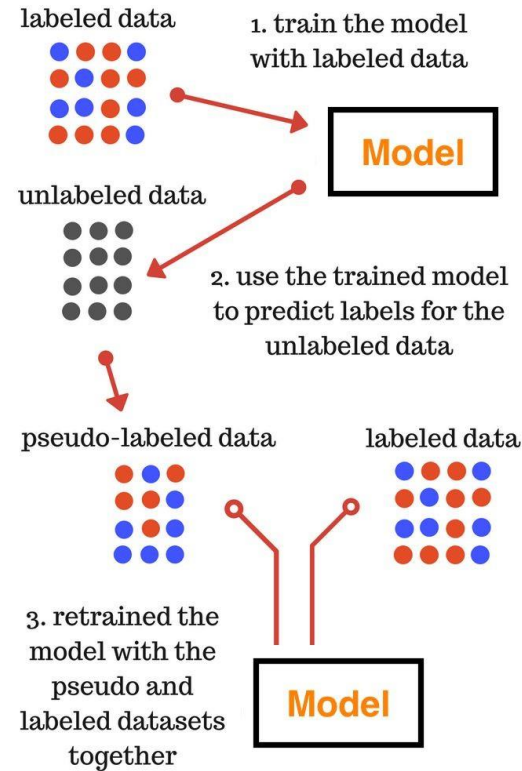 labeled data
1. train the model
with labeled data
Model
unlabeled data
2. use the trained model
to predict labels for the
unlabeled data
pseudo-labeled data
labeled data
3. retrained the
model with the
pseudo and
labeled datasets
together
Model